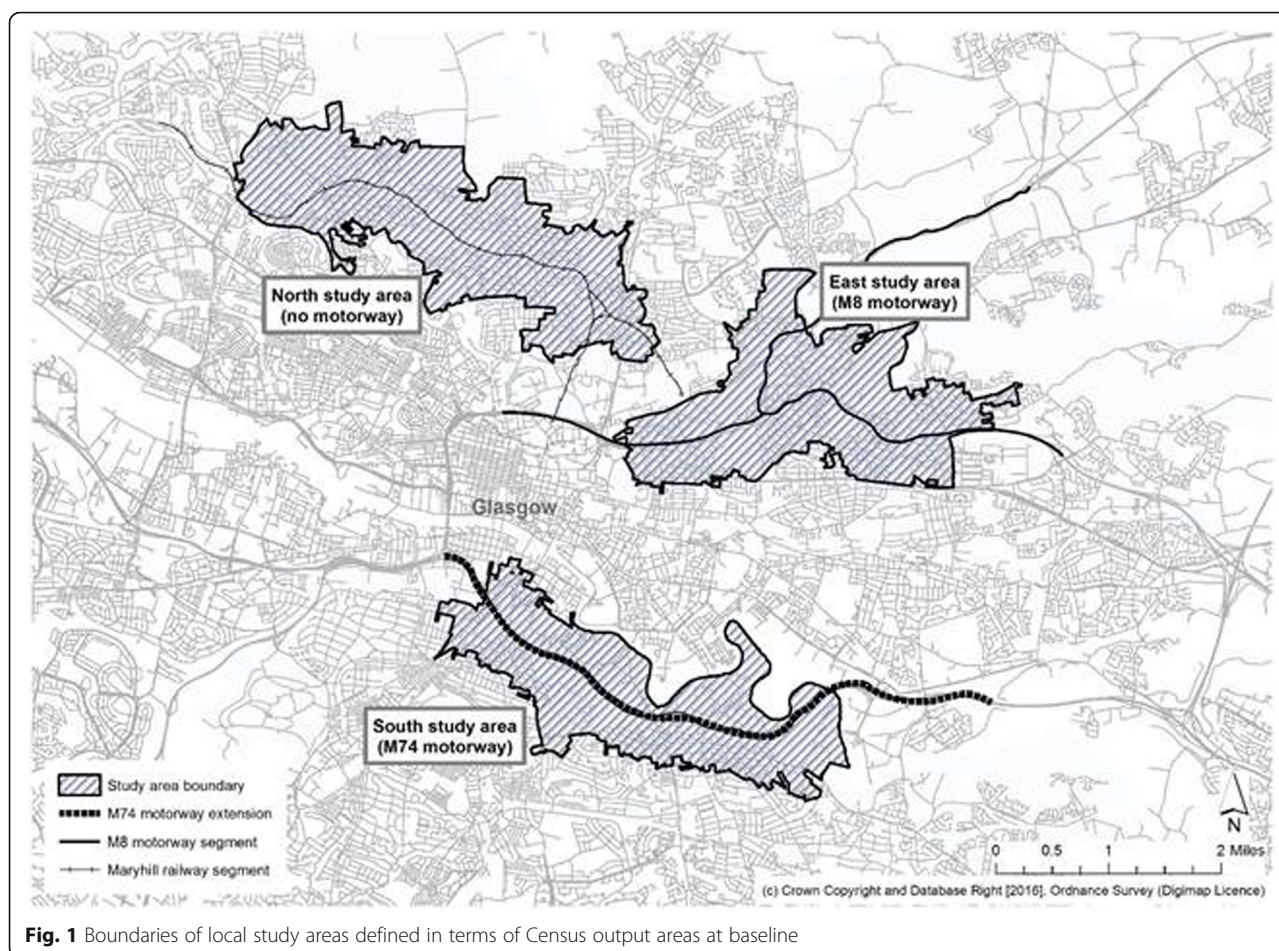 North study area
(no motorway)
East study area
(M8 motorway)
Glasgow
South study area
(M74 motorway)
Study area boundary
M74 motorway extension
M8 motorway segment
Maryhill railway segment
N
0 0.5 1 2 Miles
(c) Crown Copyright and Database Right [2016]. Ordnance Survey (Digimap Licence)
Fig. 1 Boundaries of local study areas defined in terms of Census output areas at baseline